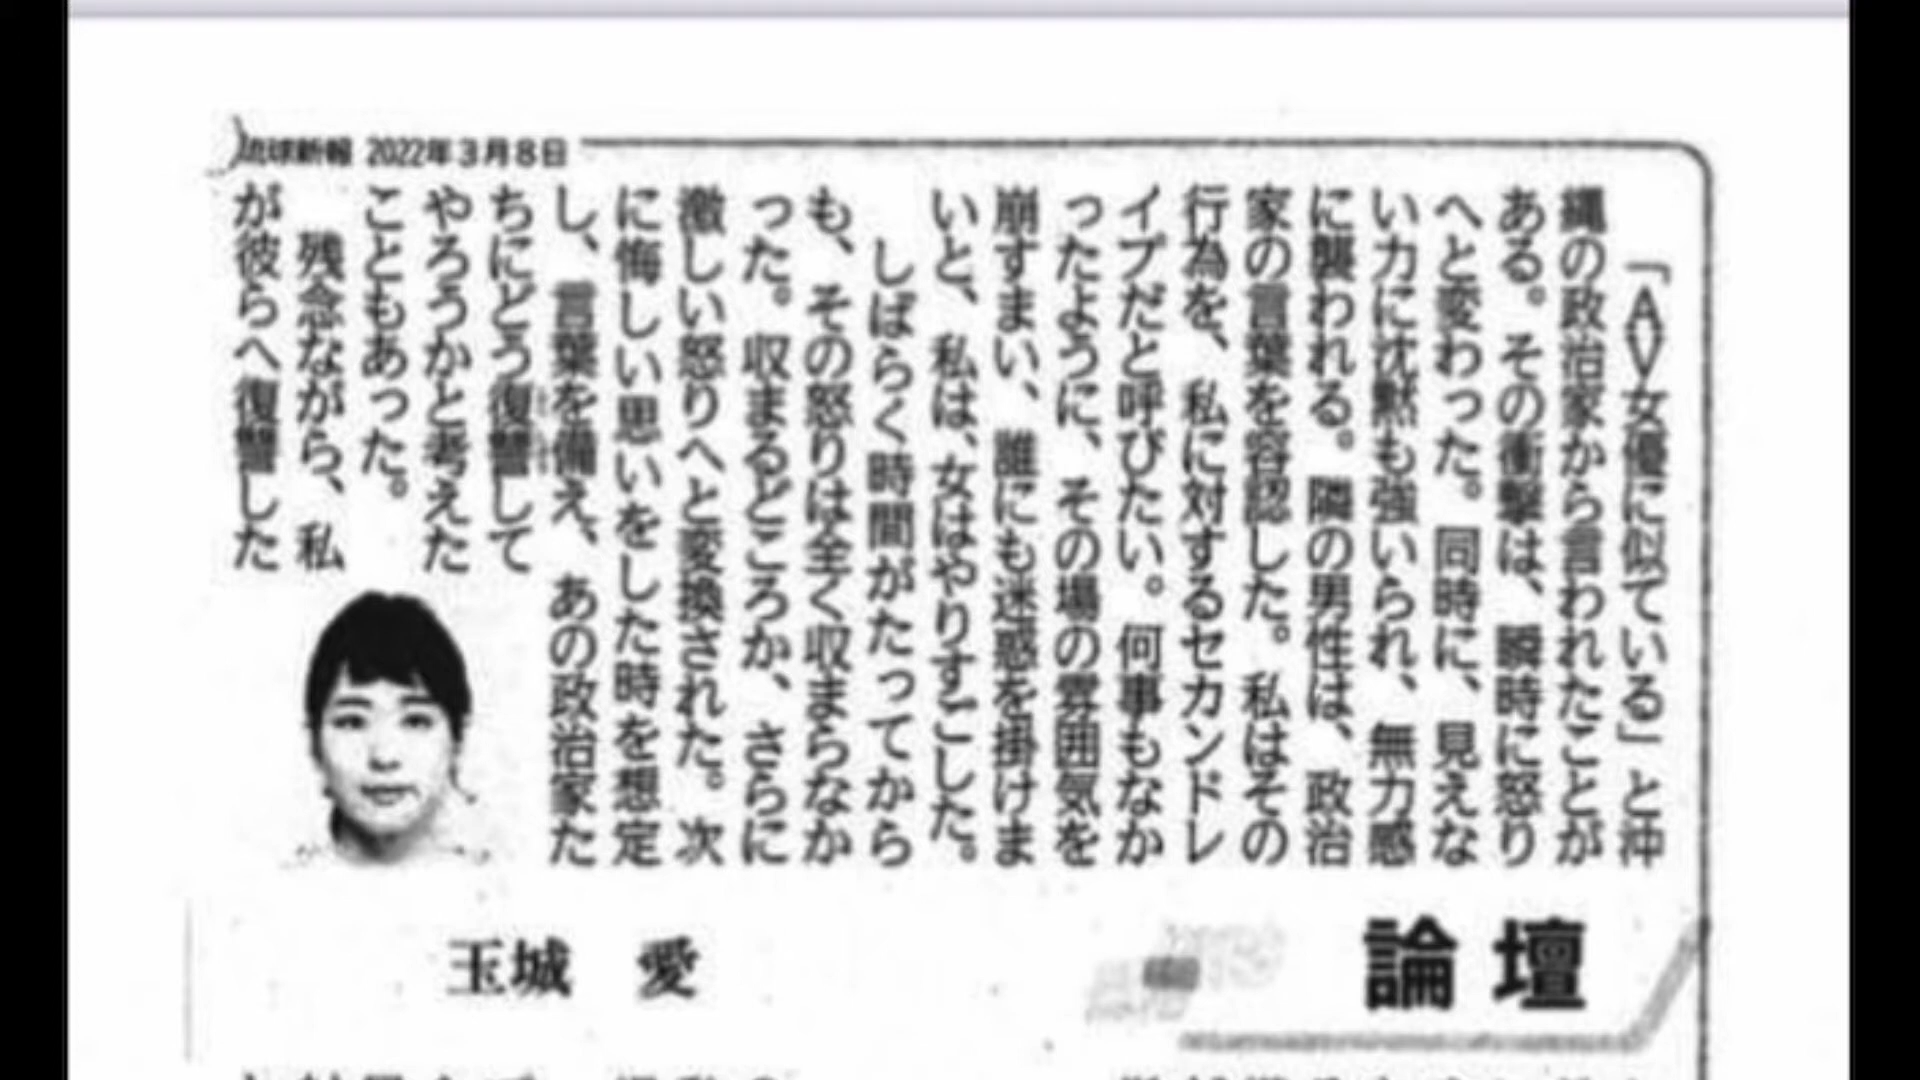 琉球新報 2022年3月8日
「AV女優に似ている」と沖
縄の政治家から言われたことが
ある。その衝撃は、瞬時に怒り
へと変わった。同時に、見えな
い力に沈黙も強いられ、無力感
に襲われる。隣の男性は、政治
家の言葉を容認した。私はその
行為を、私に対するセカンドレ
イプだと呼びたい。何事もなか
ったように、その場の雰囲気を
崩すまい、誰にも迷惑を掛けま
いと、私は、女はやりすごした。
しばらく時間がたってから
も、その怒りは全く収まらなか
った。収まるどころか、さらに
激しい怒りへと変換された。次
に悔しい思いをした時を想定
し、言葉を備え、あの政治家た
ちにどう復讐して
やろうかと考えた
こともあった。
残念ながら、私
が彼らへ復讐した
論壇
玉城 愛